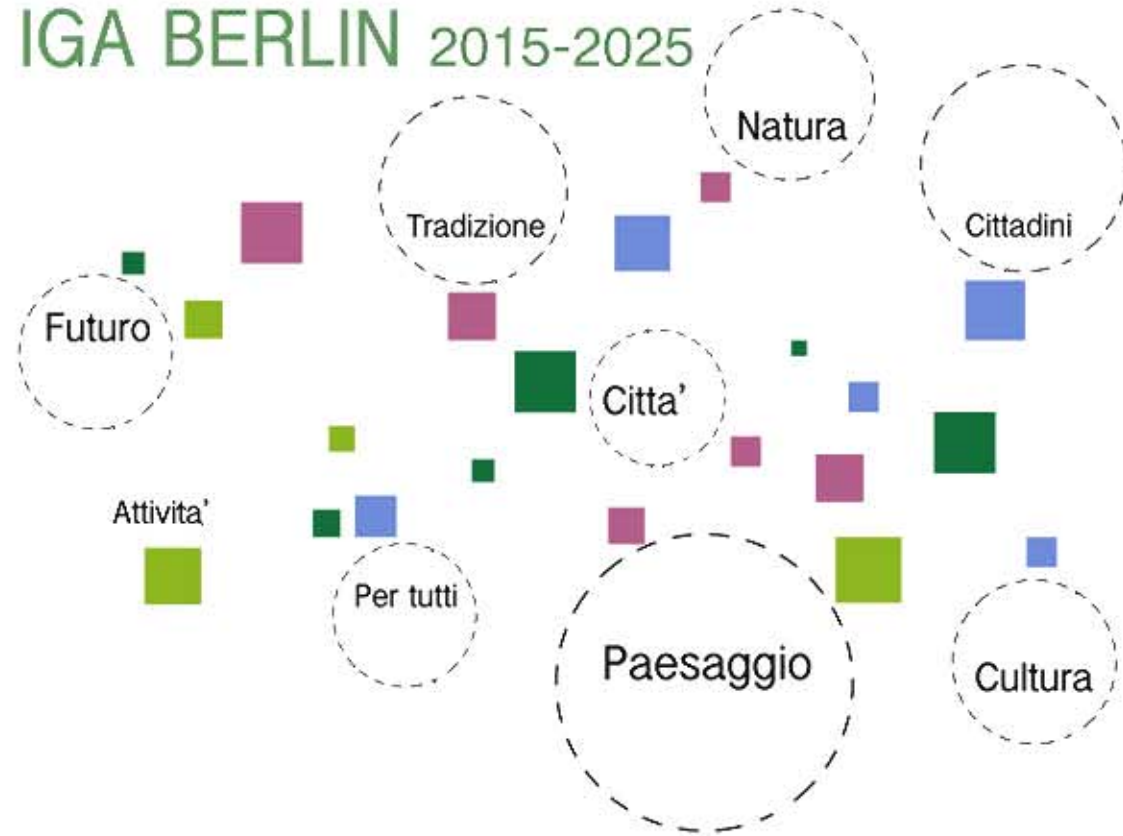 IGA BERLIN 2015-2025
Natura
Tradizione
Cittadini
Futuro
Citta'
Attivita'
Per tutti
Paesaggio
Cultura